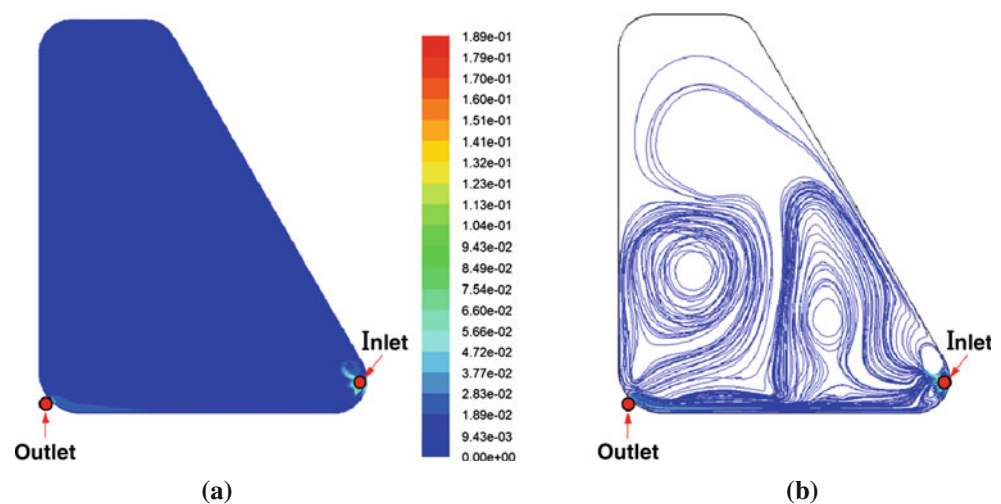 1.89e-01
1.79e-01
1.70e-01
1.60e-01
1.51e-01
1.42e-01
1.32e-01
1.23e-01
1.13e-01
1.04e-01
9.43e-02
8.49e-02
7.54e-02
6.60e-02
5.66e-02
4.72e-02
3.77e-02
2.83e-02
1.89e-02
9.43e-03
0.00e+00
Inlet
Outlet
(a)
Inlet
Outlet
(b)